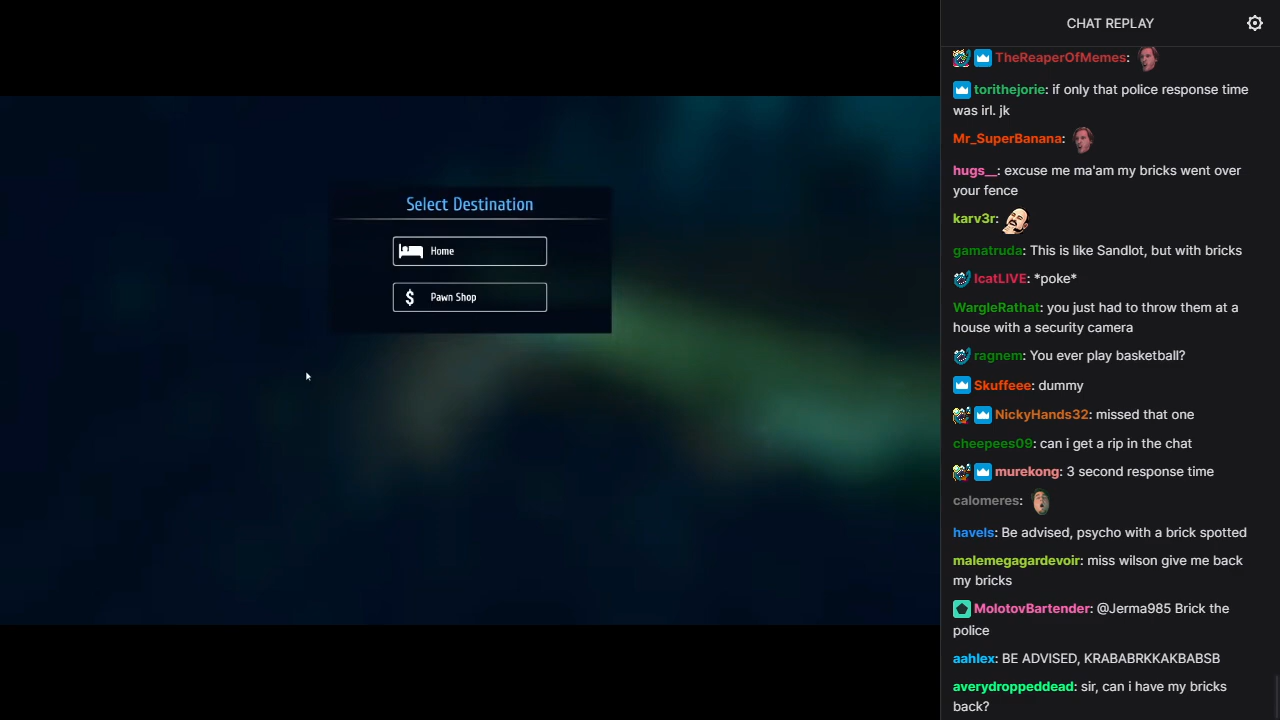 Select Destination
Home
$ Pawn Shop
CHAT REPLAY
TheReaperOfMemes:
torithejorie: if only that police response time
was irl. jk
Mr_SuperBanana:
hugs__: excuse me ma'am my bricks went over
your fence
karv3r:
gamatruda: This is like Sandlot, but with bricks
IcatLIVE: *poke*
WargleRathat: you just had to throw them at a
house with a security camera
ragnem: You ever play basketball?
Skuffeee: dummy
NickyHands32: missed that one
cheepees09: can i get a rip in the chat
murekong: 3 second response time
calomeres:
havels: Be advised, psycho with a brick spotted
malemegagardevoir: miss wilson give me back
my bricks
MolotovBartender: @Jerma985 Brick the
police
aahlex: BE ADVISED, KRABABRKKAKBABSB
averydroppeddead: sir, can i have my bricks
back?